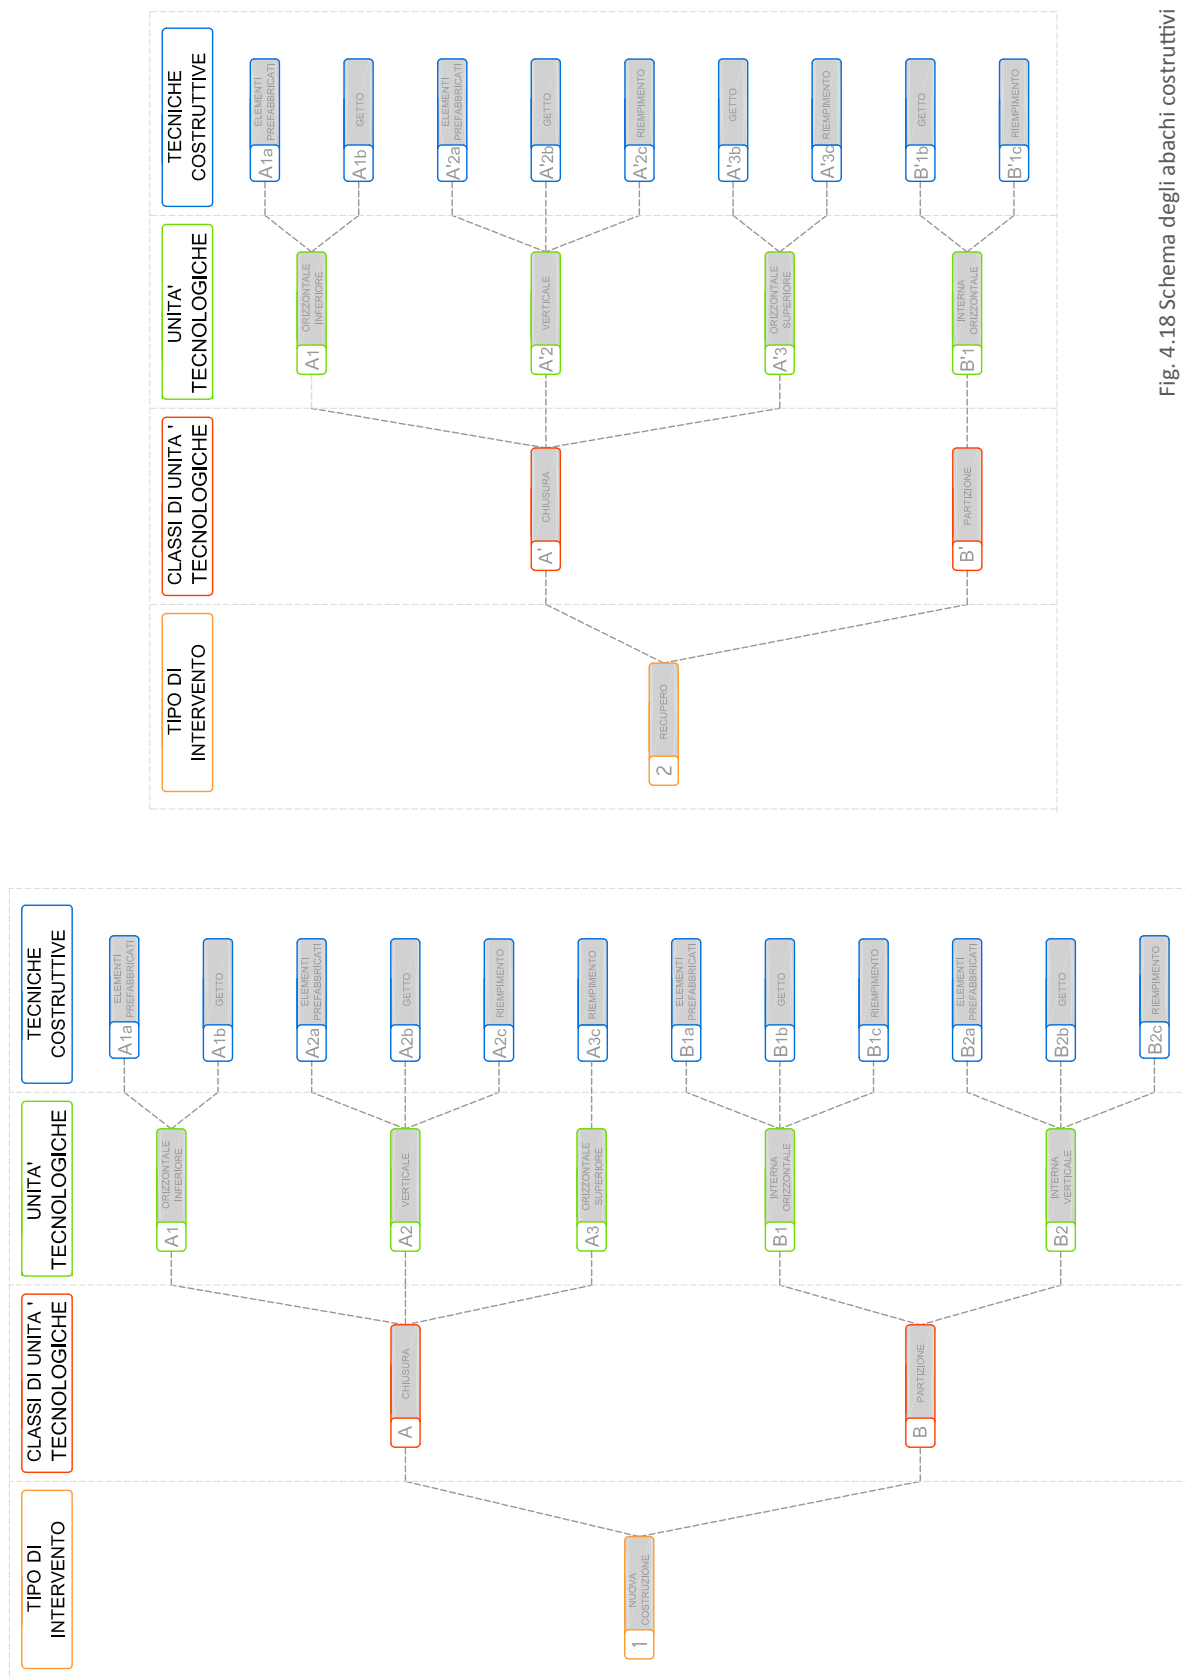 TIPO DI
INTERVENTO
CLASSI DI UNITA '
TECNOLOGICHE
UNITA'
TECNOLOGICHE
TECNICHE
COSTRUTTIVE
1
NUOVA
COSTRUZIONE
A
CHIUSURA
B
PARTIZIONE
A1
ORIZZONTALE
INFERIORE
A2
VERTICALE
A3
ORIZZONTALE
SUPERIORE
B1
INTERNA
ORIZZONTALE
B2
INTERNA
VERTICALE
A1a
ELEMENTI
PREFABBRICATI
A1b
GETTO
A2a
ELEMENTI
PREFABBRICATI
A2b
GETTO
A2c
RIEMPIMENTO
A3c
RIEMPIMENTO
B1a
ELEMENTI
PREFABBRICATI
B1b
GETTO
B1c
RIEMPIMENTO
B2a
ELEMENTI
PREFABBRICATI
B2b
GETTO
B2c
RIEMPIMENTO
TIPO DI
INTERVENTO
CLASSI DI UNITA '
TECNOLOGICHE
UNITA'
TECNOLOGICHE
TECNICHE
COSTRUTTIVE
2
RECUPERO
A'
CHIUSURA
B'
PARTIZIONE
A1
ORIZZONTALE
INFERIORE
A'2
VERTICALE
A'3
ORIZZONTALE
SUPERIORE
B'1
INTERNA
ORIZZONTALE
A1a
ELEMENTI
PREFABBRICATI
A1b
GETTO
A'2a
ELEMENTI
PREFABBRICATI
A'2b
GETTO
A'2c
RIEMPIMENTO
A'3b
GETTO
A'3c
RIEMPIMENTO
B'1b
GETTO
B'1c
RIEMPIMENTO
Fig. 4.18 Schema degli abachi costruttivi